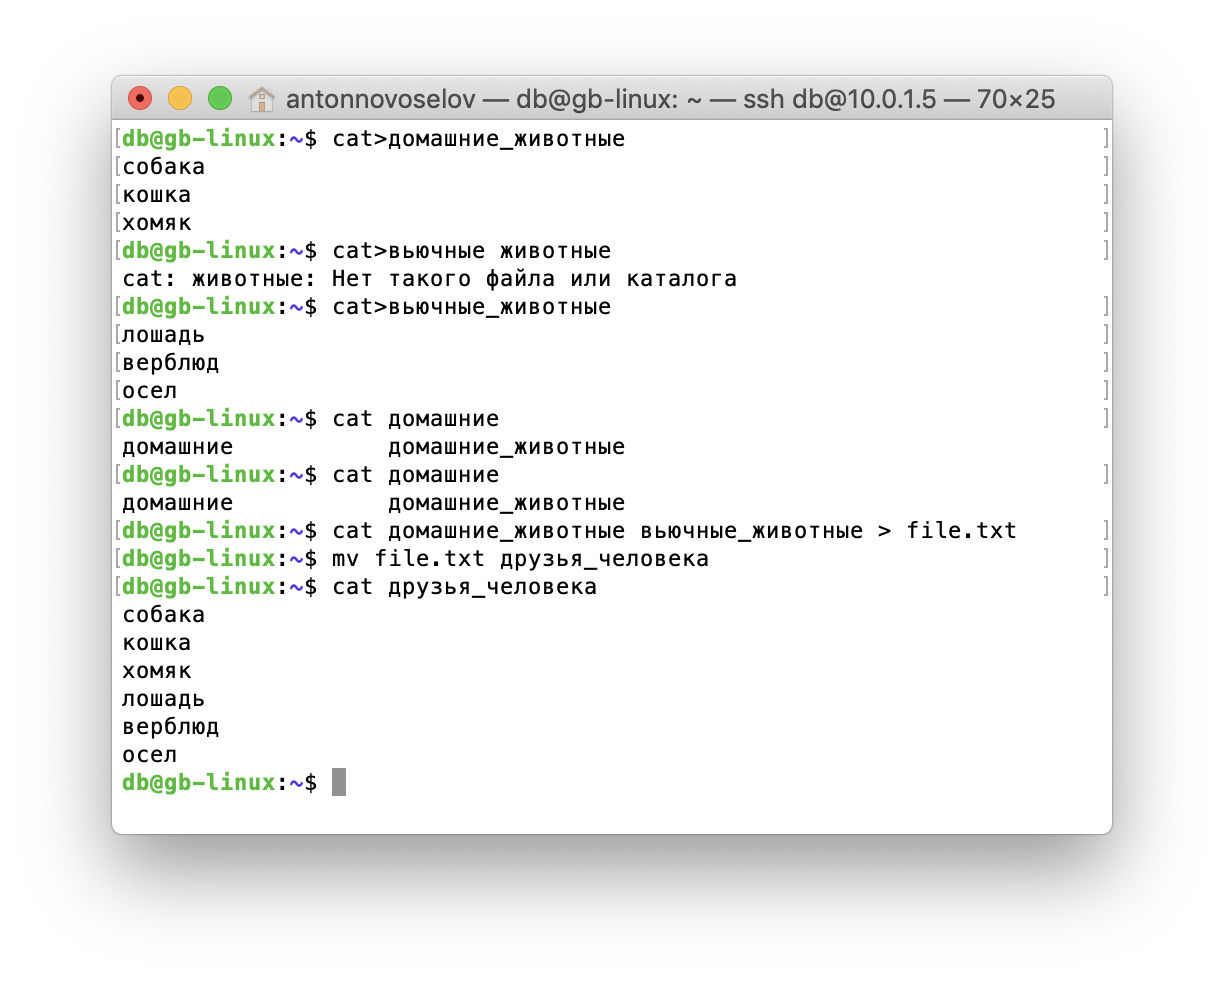 antonnovoselov — db@gb-linux: ~ — ssh db@10.0.1.5 — 70×25
[db@gb-linux:~$ cat>домашние_животные ]
[собака ]
[кошка ]
[хомяк ]
[db@gb-linux:~$ cat>вьючные животные ]
cat: животные: Нет такого файла или каталога
[db@gb-linux:~$ cat>вьючные_животные ]
[лошадь ]
[верблюд ]
[осел ]
[db@gb-linux:~$ cat домашние ]
домашние домашние_животные
[db@gb-linux:~$ cat домашние ]
домашние домашние_животные
[db@gb-linux:~$ cat домашние_животные вьючные_животные > file.txt ]
[db@gb-linux:~$ mv file.txt друзья_человека ]
[db@gb-linux:~$ cat друзья_человека ]
собака
кошка
хомяк
лошадь
верблюд
осел
db@gb-linux:~$